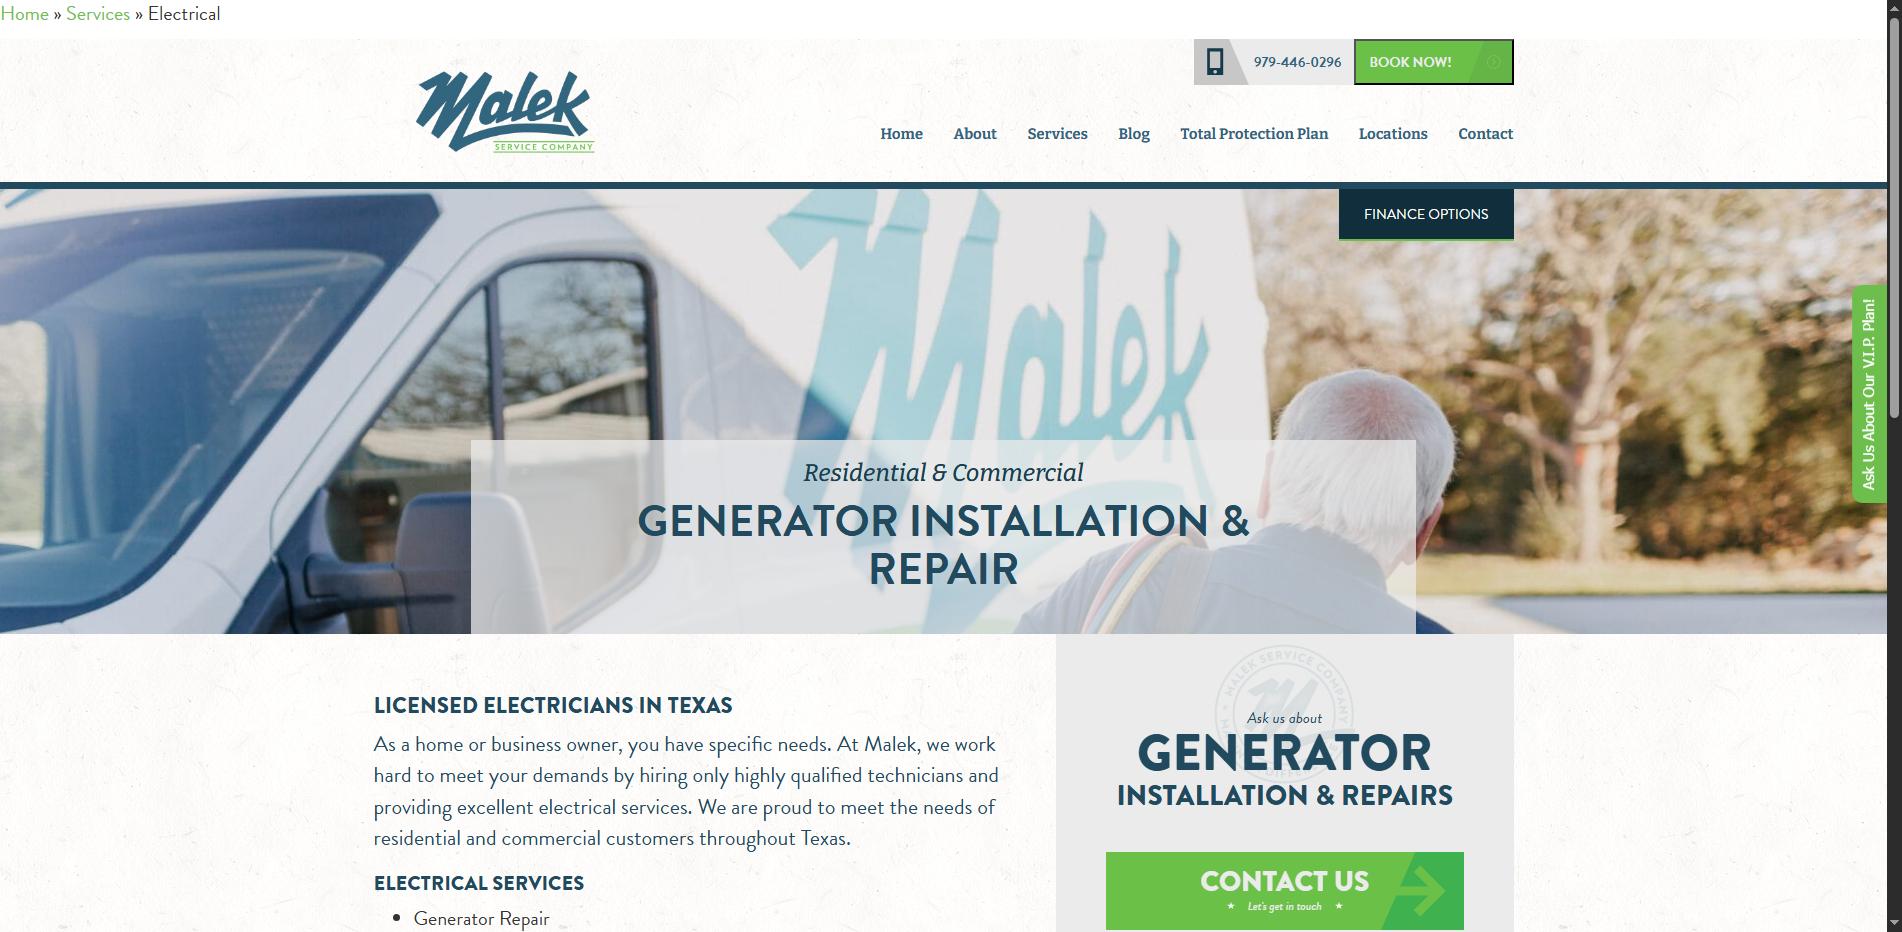 Home » Services » Electrical
979-446-0296
BOOK NOW!
Malek
SERVICE COMPANY
Home About Services Blog Total Protection Plan Locations Contact
FINANCE OPTIONS
Malek
Ask Us About Our V.I.P. Plan!
Residential & Commercial
GENERATOR INSTALLATION &
REPAIR
LICENSED ELECTRICIANS IN TEXAS
As a home or business owner, you have specific needs. At Malek, we work
hard to meet your demands by hiring only highly qualified technicians and
providing excellent electrical services. We are proud to meet the needs of
residential and commercial customers throughout Texas.
ELECTRICAL SERVICES
• Generator Repair
MALEK SERVICE COMPANY
Ask us about
GENERATOR
INSTALLATION & REPAIRS
CONTACT US
★ Let's get in touch ★